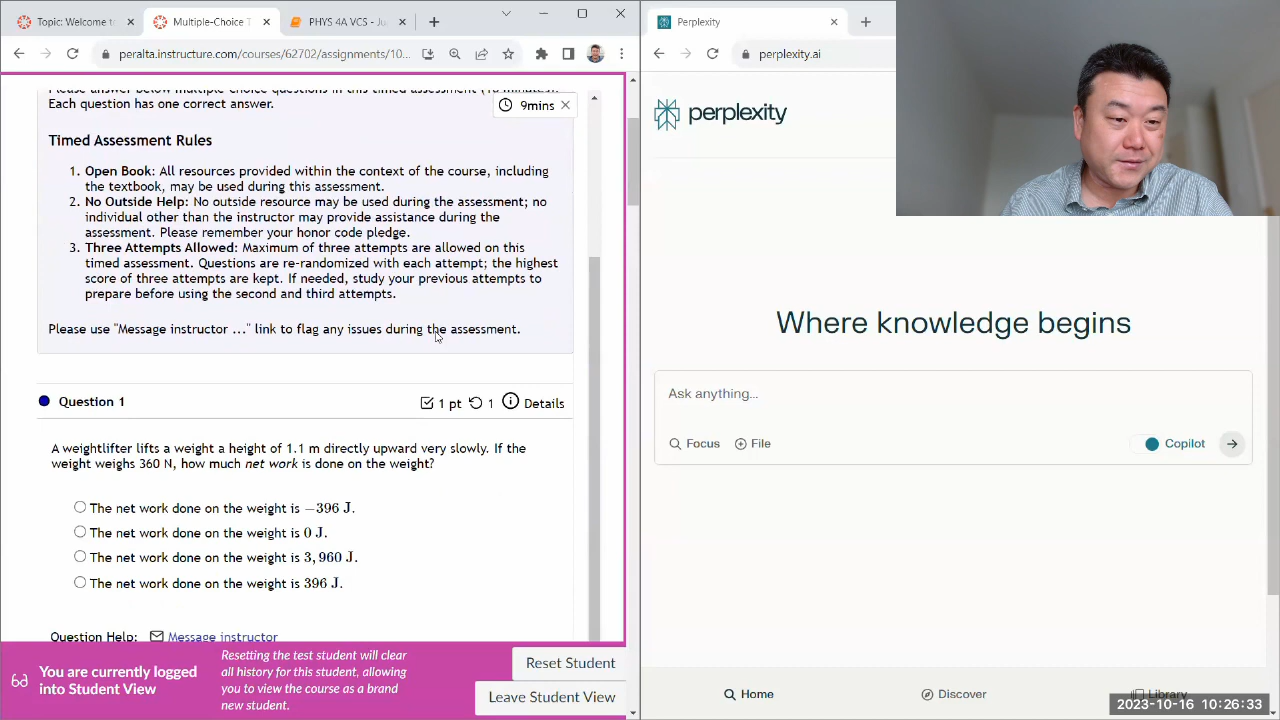 Topic: Welcome to
Multiple-Choice T
PHYS 4A VCS - Ju
peralta.instructure.com/courses/62702/assignments/10...
Each question has one correct answer.
9mins
Timed Assessment Rules
1. Open Book: All resources provided within the context of the course, including
the textbook, may be used during this assessment.
2. No Outside Help: No outside resource may be used during the assessment; no
individual other than the instructor may provide assistance during the
assessment. Please remember your honor code pledge.
3. Three Attempts Allowed: Maximum of three attempts are allowed on this
timed assessment. Questions are re-randomized with each attempt; the highest
score of three attempts are kept. If needed, study your previous attempts to
prepare before using the second and third attempts.
Please use "Message instructor ..." link to flag any issues during the assessment.
Question 1
1 pt 1 Details
A weightlifter lifts a weight a height of 1.1 m directly upward very slowly. If the
weight weighs 360 N, how much net work is done on the weight?
The net work done on the weight is −396 J.
The net work done on the weight is 0 J.
The net work done on the weight is 3,960 J.
The net work done on the weight is 396 J.
Question Help: Message instructor
You are currently logged
into Student View
Resetting the test student will clear
all history for this student, allowing
you to view the course as a brand
new student.
Reset Student
Leave Student View
Perplexity
perplexity.ai
perplexity
Where knowledge begins
Ask anything...
Focus File Copilot
Home Discover Library
2023-10-16 10:26:33